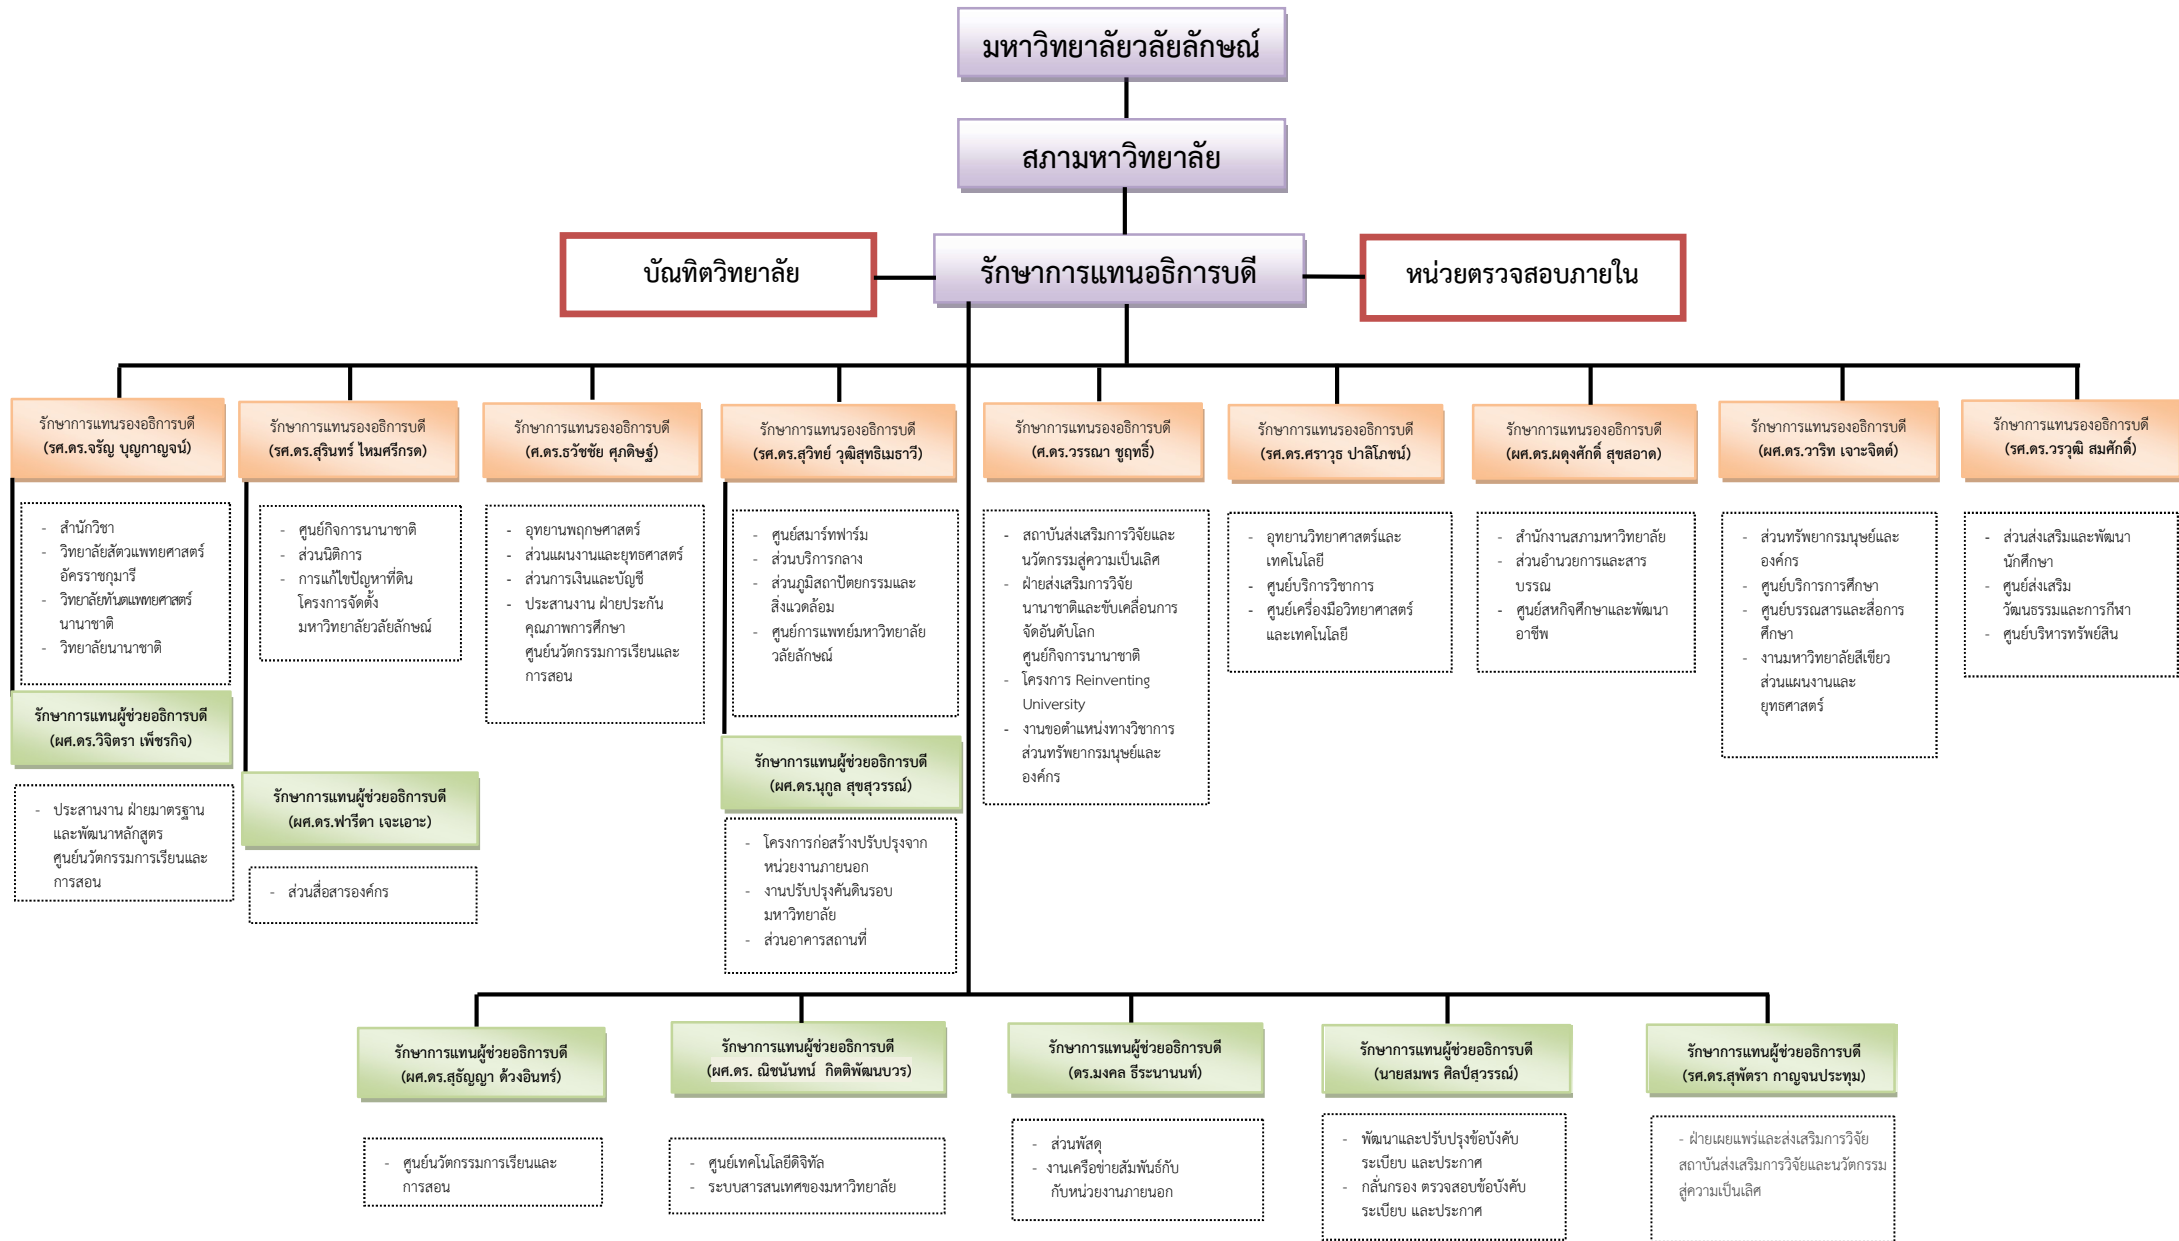 มหาวิทยาลัยวลัยลักษณ์
สภามหาวิทยาลัย
บัณฑิตวิทยาลัย
รักษาการแทนอธิการบดี
หน่วยตรวจสอบภายใน
รักษาการแทนรองอธิการบดี
(รศ.ดร.จรัญ บุญกาญจน์)
- สำนักวิชา
- วิทยาลัยสัตวแพทยศาสตร์
อัครราชกุมารี
- วิทยาลัยทันตแพทยศาสตร์
นานาชาติ
- วิทยาลัยนานาชาติ
รักษาการแทนผู้ช่วยอธิการบดี
(ผศ.ดร.วิจิตรา เพ็ชรกิจ)
- ประสานงาน ฝ่ายมาตรฐาน
และพัฒนาหลักสูตร
ศูนย์นวัตกรรมการเรียนและ
การสอน
รักษาการแทนรองอธิการบดี
(รศ.ดร.สุรินทร์ ไหมศรีกรด)
- ศูนย์กิจการนานาชาติ
- ส่วนนิติการ
- การแก้ไขปัญหาที่ดิน
โครงการจัดตั้ง
มหาวิทยาลัยวลัยลักษณ์
รักษาการแทนผู้ช่วยอธิการบดี
(ผศ.ดร.ฟารีดา เจะเอาะ)
- ส่วนสื่อสารองค์กร
รักษาการแทนรองอธิการบดี
(ศ.ดร.ธวัชชัย ศุภดิษฐ์)
- อุทยานพฤกษศาสตร์
- ส่วนแผนงานและยุทธศาสตร์
- ส่วนการเงินและบัญชี
- ประสานงาน ฝ่ายประกัน
คุณภาพการศึกษา
ศูนย์นวัตกรรมการเรียนและ
การสอน
รักษาการแทนรองอธิการบดี
(รศ.ดร.สุวิทย์ วุฒิสุทธิเมธาวี)
- ศูนย์สมาร์ทฟาร์ม
- ส่วนบริการกลาง
- ส่วนภูมิสถาปัตยกรรมและ
สิ่งแวดล้อม
- ศูนย์การแพทย์มหาวิทยาลัย
วลัยลักษณ์
รักษาการแทนผู้ช่วยอธิการบดี
(ผศ.ดร.นุกูล สุขสุวรรณ์)
- โครงการก่อสร้างปรับปรุงจาก
หน่วยงานภายนอก
- งานปรับปรุงคันดินรอบ
มหาวิทยาลัย
- ส่วนอาคารสถานที่
รักษาการแทนรองอธิการบดี
(ศ.ดร.วรรณา ชูฤทธิ์)
- สถาบันส่งเสริมการวิจัยและ
นวัตกรรมสู่ความเป็นเลิศ
- ฝ่ายส่งเสริมการวิจัย
นานาชาติและขับเคลื่อนการ
จัดอันดับโลก
ศูนย์กิจการนานาชาติ
- โครงการ Reinventing
University
- งานขอตำแหน่งทางวิชาการ
ส่วนทรัพยากรมนุษย์และ
องค์กร
รักษาการแทนรองอธิการบดี
(รศ.ดร.ศราวุธ ปาลิโภชน์)
- อุทยานวิทยาศาสตร์และ
เทคโนโลยี
- ศูนย์บริการวิชาการ
- ศูนย์เครื่องมือวิทยาศาสตร์
และเทคโนโลยี
รักษาการแทนรองอธิการบดี
(ผศ.ดร.ผดุงศักดิ์ สุขสอาด)
- สำนักงานสภามหาวิทยาลัย
- ส่วนอำนวยการและสาร
บรรณ
- ศูนย์สหกิจศึกษาและพัฒนา
อาชีพ
รักษาการแทนรองอธิการบดี
(ผศ.ดร.วาริท เจาะจิตต์)
- ส่วนทรัพยากรมนุษย์และ
องค์กร
- ศูนย์บริการการศึกษา
- ศูนย์บรรณสารและสื่อการ
ศึกษา
- งานมหาวิทยาลัยสีเขียว
ส่วนแผนงานและ
ยุทธศาสตร์
รักษาการแทนรองอธิการบดี
(รศ.ดร.วรวุฒิ สมศักดิ์)
- ส่วนส่งเสริมและพัฒนา
นักศึกษา
- ศูนย์ส่งเสริม
วัฒนธรรมและการกีฬา
- ศูนย์บริหารทรัพย์สิน
รักษาการแทนผู้ช่วยอธิการบดี
(ผศ.ดร.สุธัญญา ด้วงอินทร์)
- ศูนย์นวัตกรรมการเรียนและ
การสอน
รักษาการแทนผู้ช่วยอธิการบดี
(ผศ.ดร. ณิชนันทน์ กิตติพัฒนบวร)
- ศูนย์เทคโนโลยีดิจิทัล
- ระบบสารสนเทศของมหาวิทยาลัย
รักษาการแทนผู้ช่วยอธิการบดี
(ดร.มงคล ธีระนานนท์)
- ส่วนพัสดุ
- งานเครือข่ายสัมพันธ์กับ
กับหน่วยงานภายนอก
รักษาการแทนผู้ช่วยอธิการบดี
(นายสมพร ศิลป์สุวรรณ์)
- พัฒนาและปรับปรุงข้อบังคับ
ระเบียบ และประกาศ
- กลั่นกรอง ตรวจสอบข้อบังคับ
ระเบียบ และประกาศ
รักษาการแทนผู้ช่วยอธิการบดี
(รศ.ดร.สุพัตรา กาญจนประทุม)
- ฝ่ายเผยแพร่และส่งเสริมการวิจัย
สถาบันส่งเสริมการวิจัยและนวัตกรรม
สู่ความเป็นเลิศ